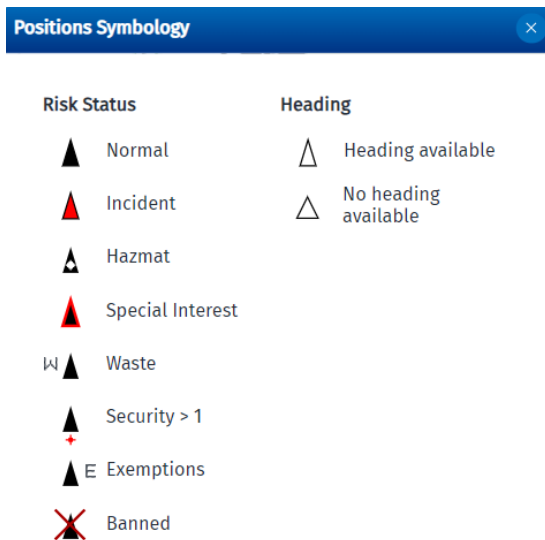 Positions Symbology
Risk Status
Normal
Incident
Hazmat
Special Interest
W Waste
Security > 1
E Exemptions
Banned
Heading
Heading available
No heading
available